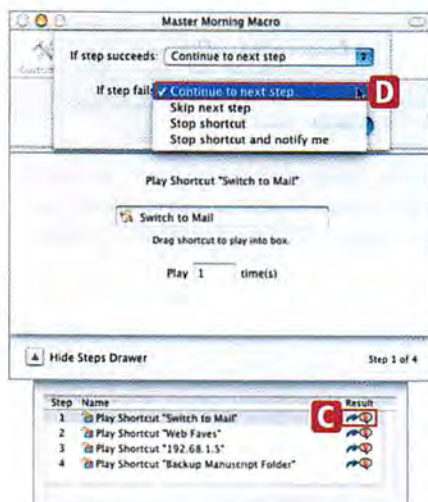 Master Morning Macro
If step succeeds: Continue to next step
If step fails
✓ Continue to next step
D
Skip next step
Stop shortcut
Stop shortcut and notify me
Play Shortcut "Switch to Mail"
Switch to Mail
Drag shortcut to play into box.
Play 1 time(s)
Hide Steps Drawer Step 1 of 4
Step Name Result
1 Play Shortcut "Switch to Mail" C
2 Play Shortcut "Web Faves"
3 Play Shortcut "192.68.1.5"
4 Play Shortcut "Backup Manuscript Folder"